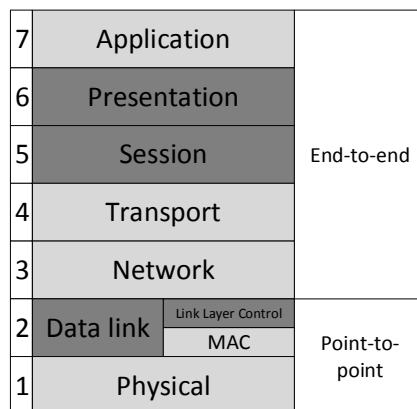 7 Application
6 Presentation
5 Session
End-to-end
4 Transport
3 Network
2 Data link
Link Layer Control
MAC
Point-to-
point
1 Physical